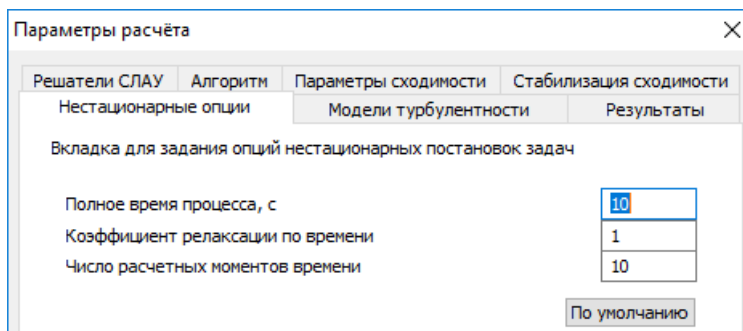 Параметры расчёта
Решатели СЛАУ Алгоритм Параметры сходимости Стабилизация сходимости
Нестационарные опции Модели турбулентности Результаты
Вкладка для задания опций нестационарных постановок задач
Полное время процесса, с 10
Коэффициент релаксации по времени 1
Число расчетных моментов времени 10
По умолчанию